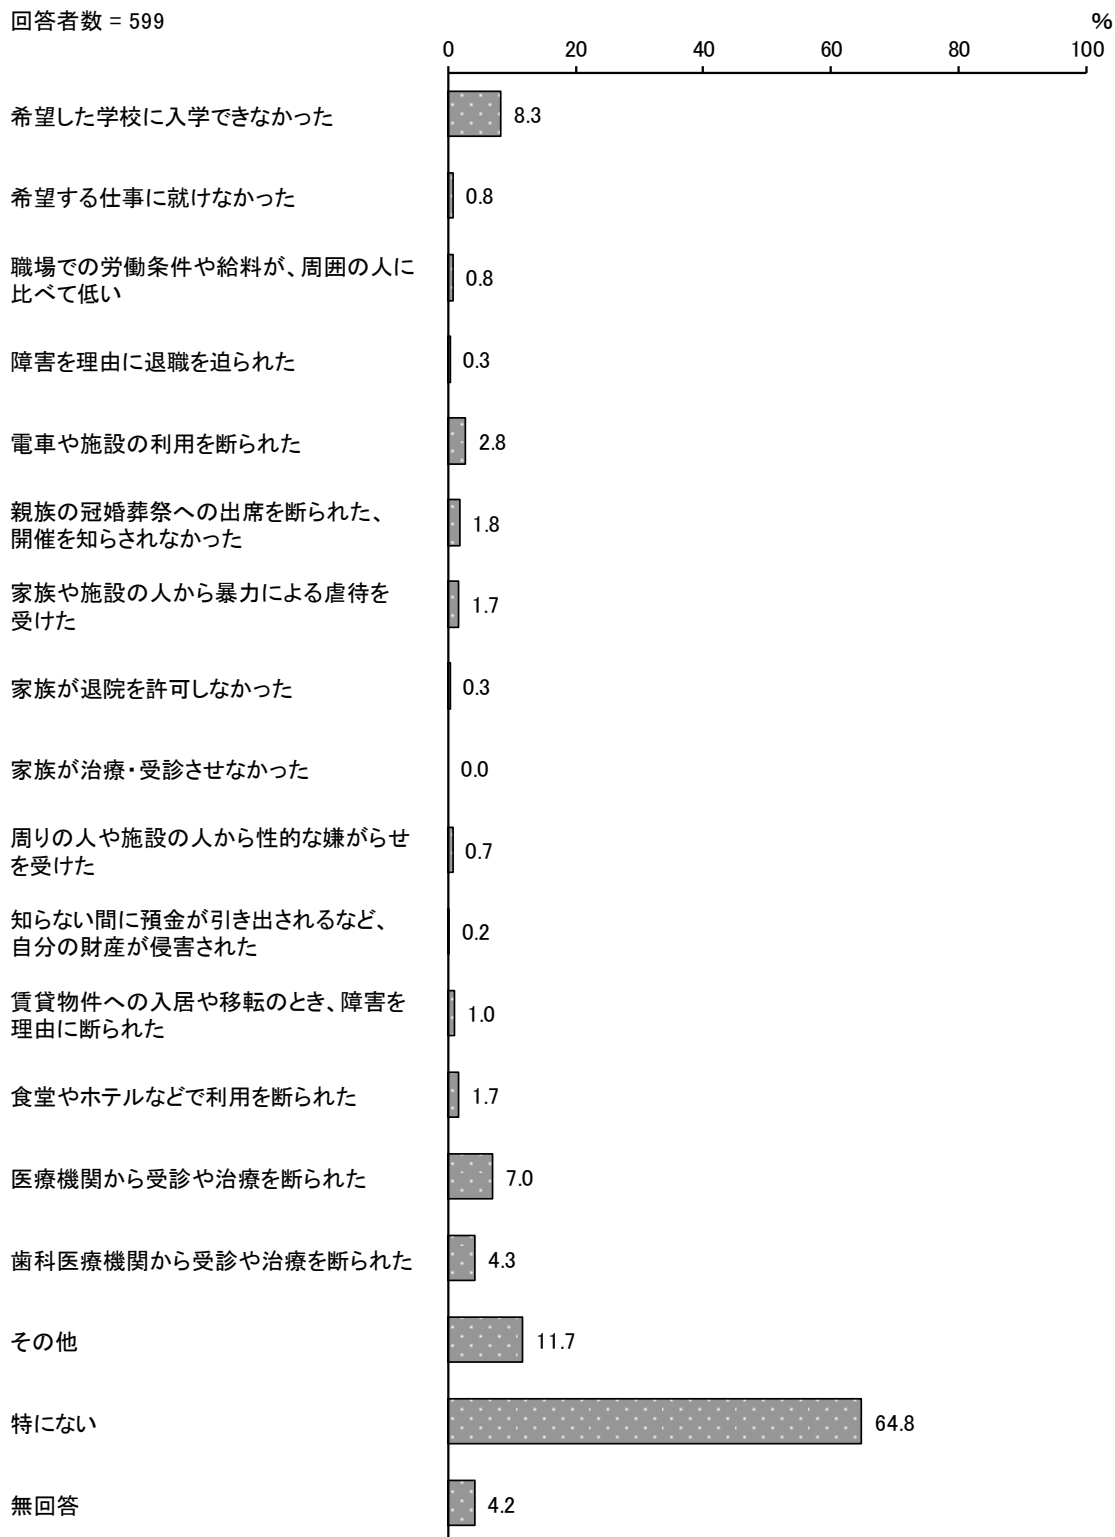 回答者数 = 599
%
0 20 40 60 80 100
希望した学校に入学できなかった 8.3
希望する仕事に就けなかった 0.8
職場での労働条件や給料が、周囲の人に
比べて低い
0.8
障害を理由に退職を迫られた 0.3
電車や施設の利用を断られた 2.8
親族の冠婚葬祭への出席を断られた、
開催を知らされなかった
1.8
家族や施設の人から暴力による虐待を
受けた
1.7
家族が退院を許可しなかった 0.3
家族が治療・受診させなかった 0.0
周りの人や施設の人から性的な嫌がらせ
を受けた
0.7
知らない間に預金が引き出されるなど、
自分の財産が侵害された
0.2
賃貸物件への入居や移転のとき、障害を
理由に断られた
1.0
食堂やホテルなどで利用を断られた 1.7
医療機関から受診や治療を断られた 7.0
歯科医療機関から受診や治療を断られた 4.3
その他 11.7
特にない 64.8
無回答 4.2